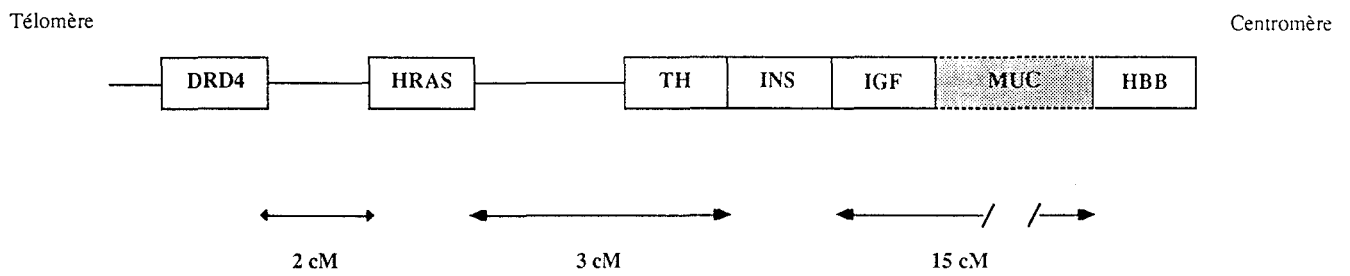 Télomère Centromère
DRD4 HRAS TH INS IGF MUC HBB
2 cM 3 cM 15 cM